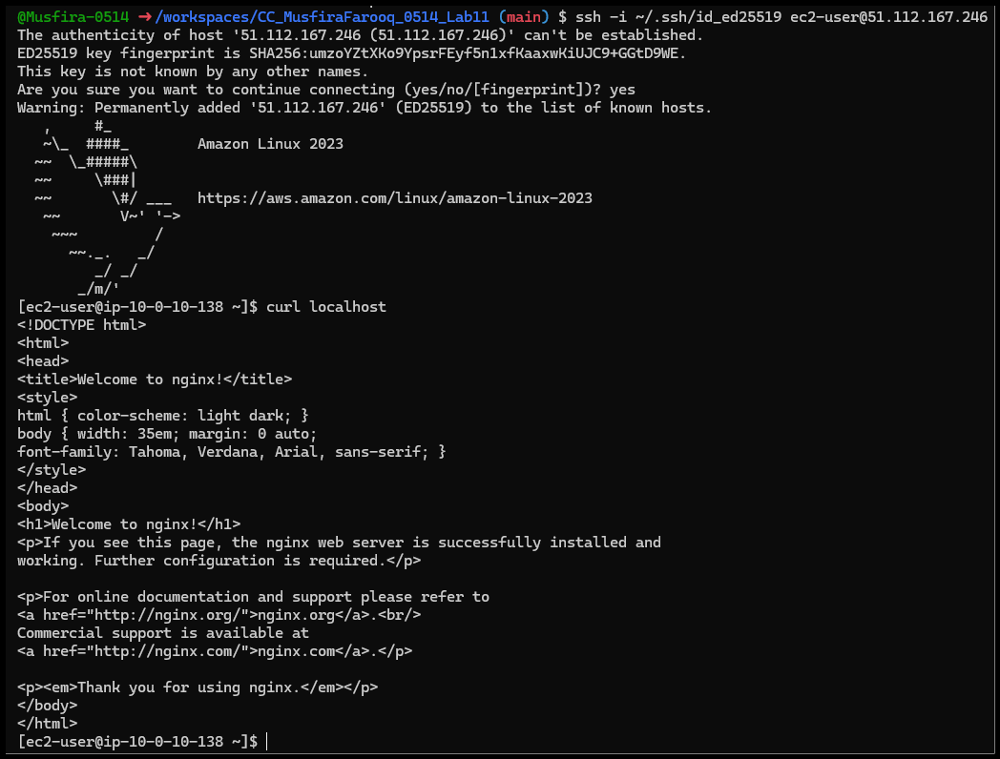 @Musfira-0514 ➜ /workspaces/CC_MusfiraFarooq_0514_Lab11 (main) $ ssh -i ~/.ssh/id_ed25519 ec2-user@51.112.167.246
The authenticity of host '51.112.167.246 (51.112.167.246)' can't be established.
ED25519 key fingerprint is SHA256:umzoYZtXKo9YpsrFEyf5n1xfKaaxwKiUJC9+GGtD9WE.
This key is not known by any other names.
Are you sure you want to continue connecting (yes/no/[fingerprint])? yes
Warning: Permanently added '51.112.167.246' (ED25519) to the list of known hosts.
   ,     #_
   ~\_  ####_        Amazon Linux 2023
  ~~  \_#####\
  ~~     \###|
  ~~       \#/ ___   https://aws.amazon.com/linux/amazon-linux-2023
   ~~       V~' '->
    ~~~         /
      ~~._.   _/
         _/ _/
       _/m/'
[ec2-user@ip-10-0-10-138 ~]$ curl localhost
<!DOCTYPE html>
<html>
<head>
<title>Welcome to nginx!</title>
<style>
html { color-scheme: light dark; }
body { width: 35em; margin: 0 auto;
font-family: Tahoma, Verdana, Arial, sans-serif; }
</style>
</head>
<body>
<h1>Welcome to nginx!</h1>
<p>If you see this page, the nginx web server is successfully installed and
working. Further configuration is required.</p>

<p>For online documentation and support please refer to
<a href="http://nginx.org/">nginx.org</a>.<br/>
Commercial support is available at
<a href="http://nginx.com/">nginx.com</a>.</p>

<p><em>Thank you for using nginx.</em></p>
</body>
</html>
[ec2-user@ip-10-0-10-138 ~]$